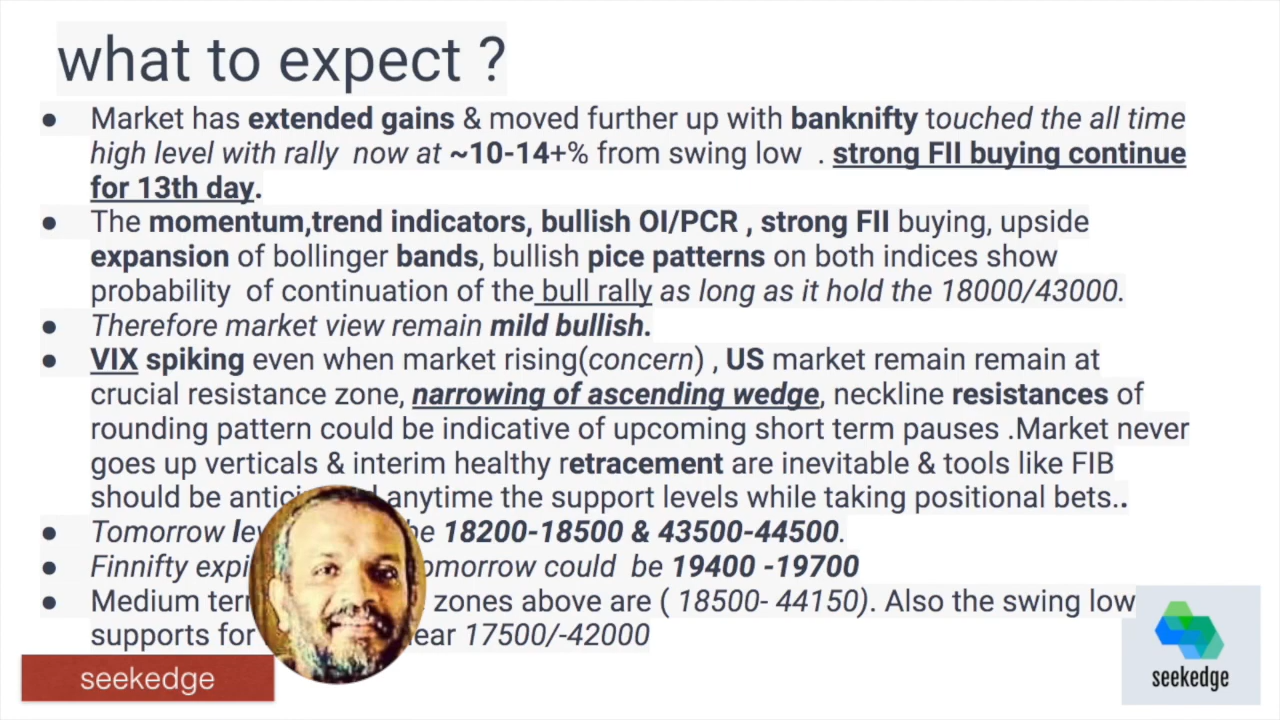 what to expect ?
● Market has extended gains & moved further up with banknifty touched the all time
high level with rally now at ~10-14+% from swing low . strong FII buying continue
for 13th day.
● The momentum,trend indicators, bullish OI/PCR , strong FII buying, upside
expansion of bollinger bands, bullish pice patterns on both indices show
probability of continuation of the bull rally as long as it hold the 18000/43000.
● Therefore market view remain mild bullish.
● VIX spiking even when market rising(concern) , US market remain remain at
crucial resistance zone, narrowing of ascending wedge, neckline resistances of
rounding pattern could be indicative of upcoming short term pauses .Market never
goes up verticals & interim healthy retracement are inevitable & tools like FIB
should be anytime the support levels while taking positional bets..
● Tomorrow 18200-18500 & 43500-44500.
● Finnifty could be 19400 -19700
● Medium zones above are ( 18500- 44150). Also the swing low
supports for 17500/-42000
seekedge
seekedge